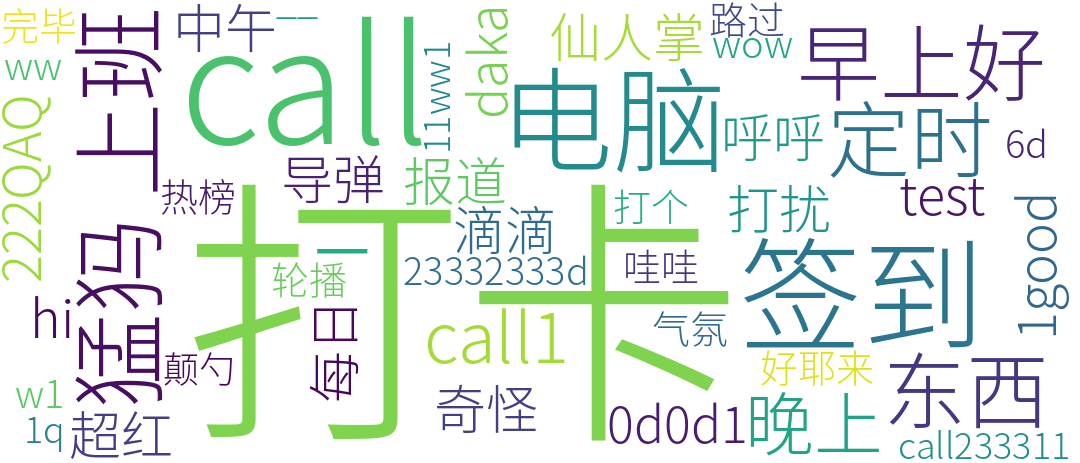 完毕
中午
一一
call
daka
仙人掌
路过
wow
早上好
ww
上班
11ww1
电脑
呼呼
定时
6d
222QAQ
热榜
导弹
报道
滴滴
打个
打扰
test
1good
猛犸
打卡
一
轮播
23332333d
哇哇
签到
hi
颠勺
每日
call1
气氛
好耶来
东西
w1
1q
超红
奇怪
0d0d1
晚上
call233311